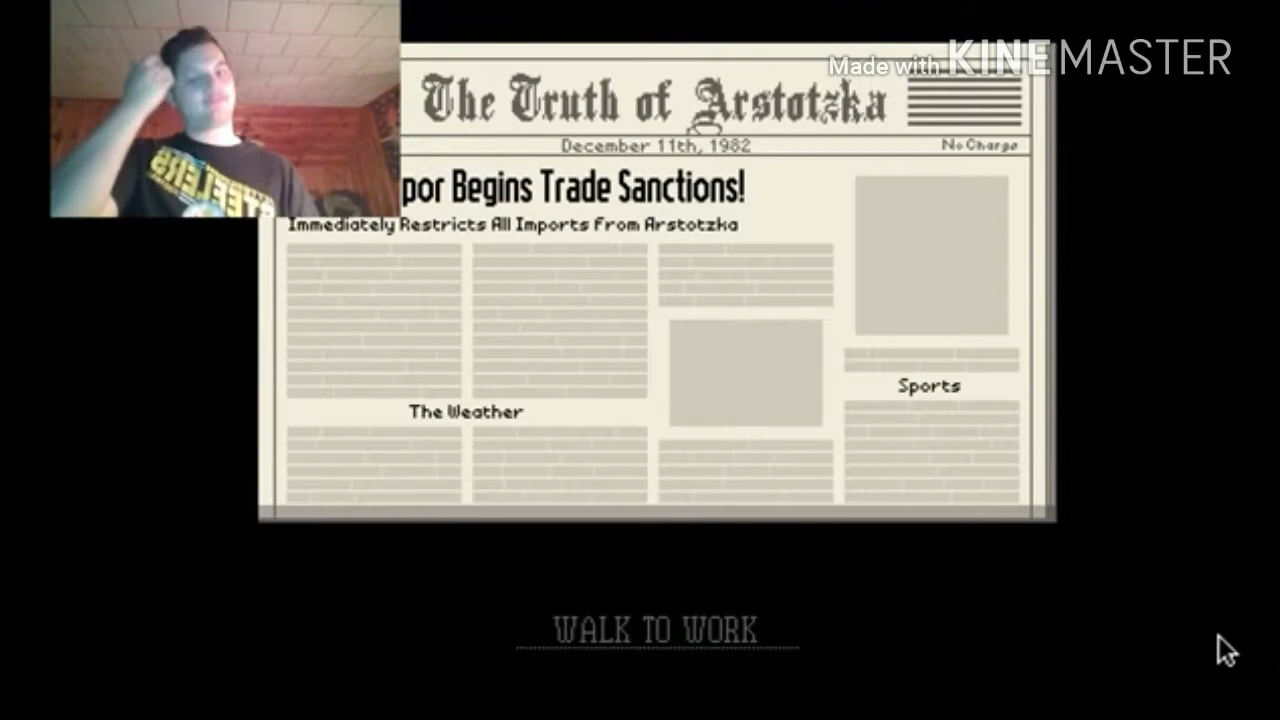 Made with KINEMASTER
The Truth of Arstotzka
December 11th, 1982
No Charge
por Begins Trade Sanctions!
Immediately Restricts All Imports From Arstotzka
Sports
The Weather
WALK TO WORK
STEELERS